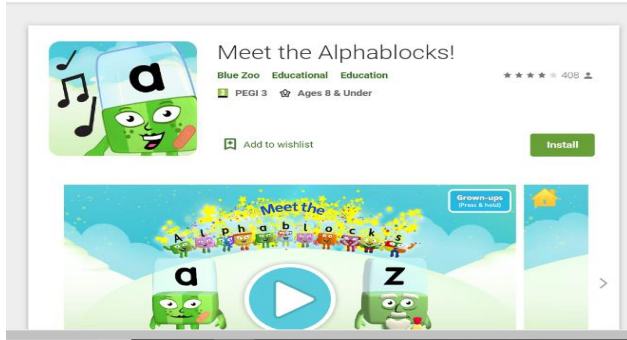 a
Meet the Alphablocks!
Blue Zoo Educational Education
408
3 PEGI 3 Ages 8 & Under
Add to wishlist
Install
Meet the
Alphablocks
Grown-ups
(Press & hold)
a
z